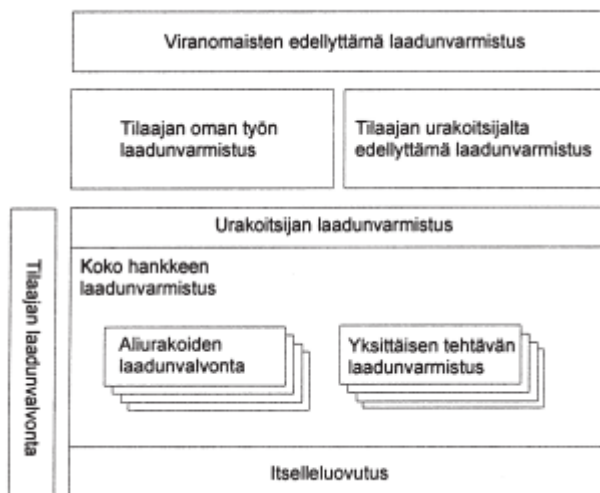 Viranomaisten edellyttämä laadunvarmistus
Tilaajan oman työn
laadunvarmistus
Tilaajan urakoitsijalta
edellyttämä laadunvarmistus
Tilaajan laadunvalvonta
Urakoitsijan laadunvarmistus
Koko hankkeen
laadunvarmistus
Aliurakoiden
laadunvalvonta
Yksittäisen tehtävän
laadunvarmistus
Itselleluovutus